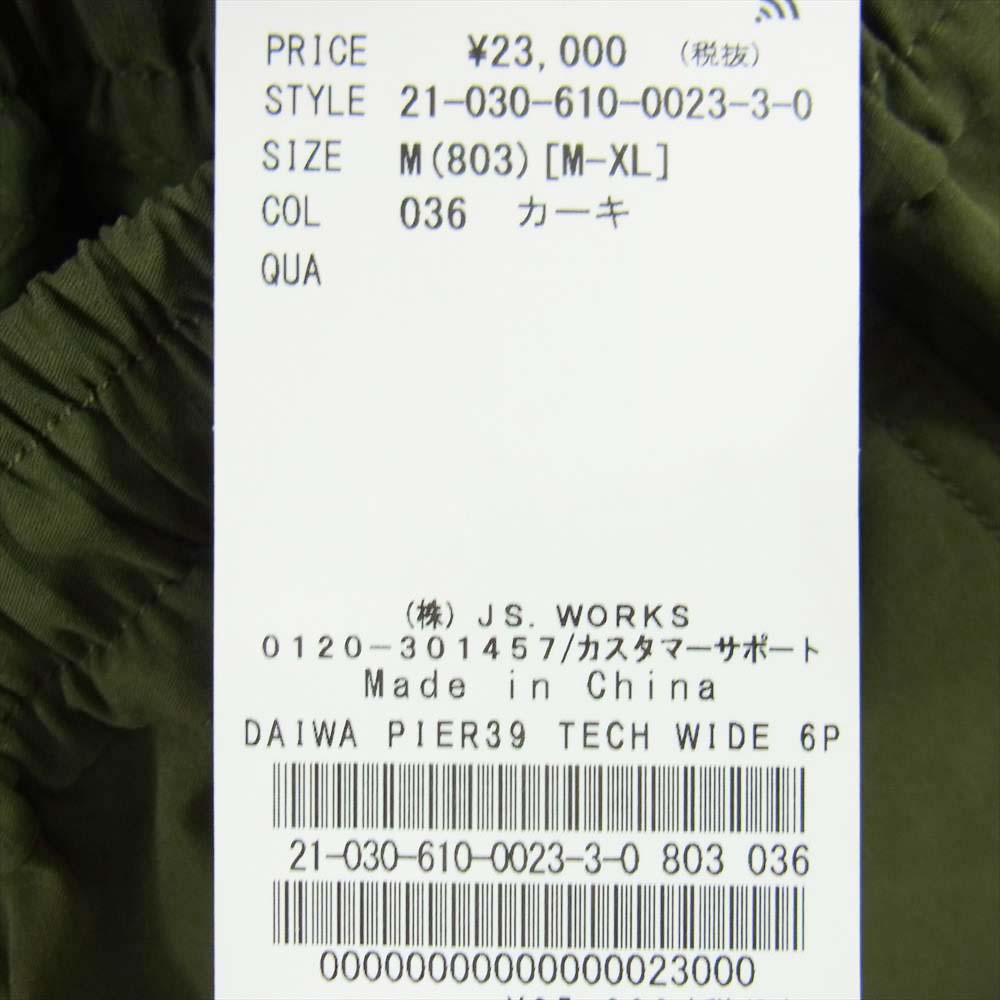 PRICE ¥23,000 (税抜)
STYLE 21-030-610-0023-3-0
SIZE M(803)[M-XL]
COL 036 カーキ
QUA
(株) JS. WORKS
0120-301457/カスタマーサポート
Made in China
DAIWA PIER39 TECH WIDE 6P
21-030-610-0023-3-0 803 036
00000000000000023000